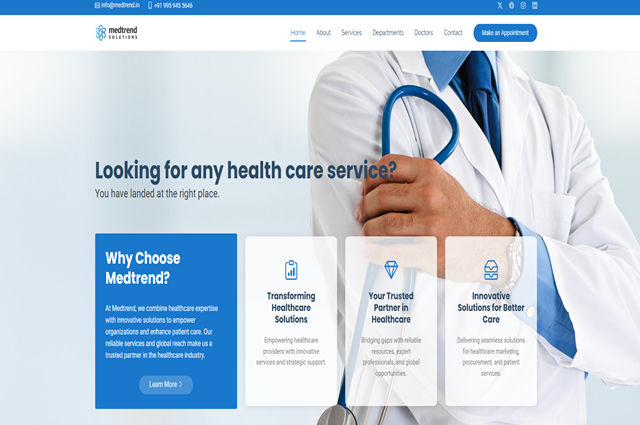 info@medtrend.in +91 995 945 5646
medtrend
SOLUTIONS
Home About Services Departments Doctors Contact Make an Appointment
Looking for any health care service?
You have landed at the right place.
Why Choose
Medtrend?
At Medtrend, we combine healthcare expertise
with innovative solutions to empower
organizations and enhance patient care. Our
reliable services and global reach make us a
trusted partner in the healthcare industry.
Learn More
Transforming
Healthcare
Solutions
Empowering healthcare
providers with innovative
services and strategic support.
Your Trusted
Partner in
Healthcare
Bridging gaps with reliable
resources, expert
professionals, and global
opportunities.
Innovative
Solutions for Better
Care
Delivering seamless solutions
for healthcare marketing,
procurement, and patient
services.